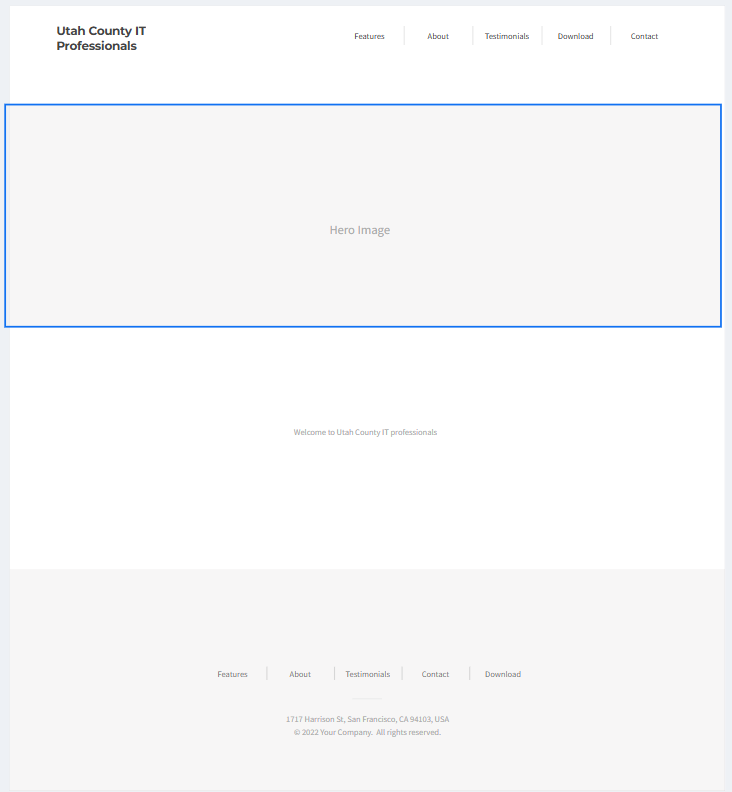 Utah County IT
Professionals
Features About Testimonials Download Contact
Hero Image
Welcome to Utah County IT professionals
Features About Testimonials Contact Download
1717 Harrison St, San Francisco, CA 94103, USA
© 2022 Your Company. All rights reserved.